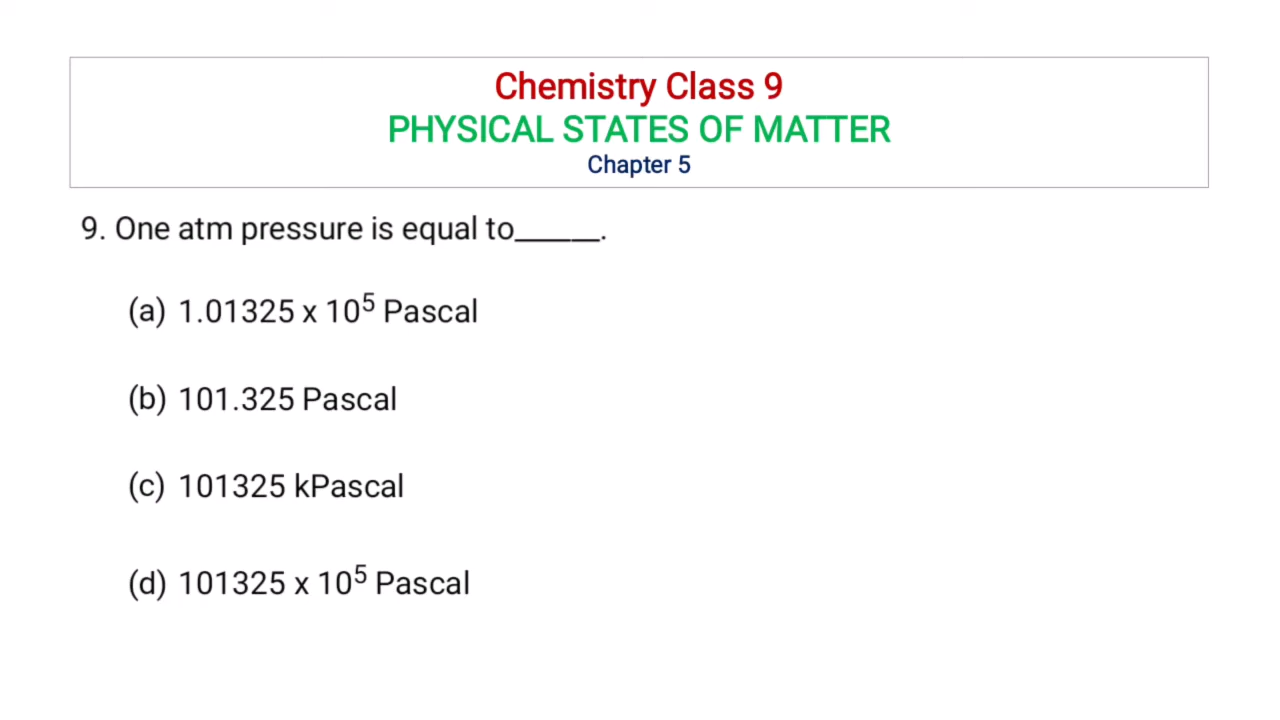 Chemistry Class 9
PHYSICAL STATES OF MATTER
Chapter 5
9. One atm pressure is equal to______.
(a) 1.01325 x 10⁵ Pascal
(b) 101.325 Pascal
(c) 101325 kPascal
(d) 101325 x 10⁵ Pascal